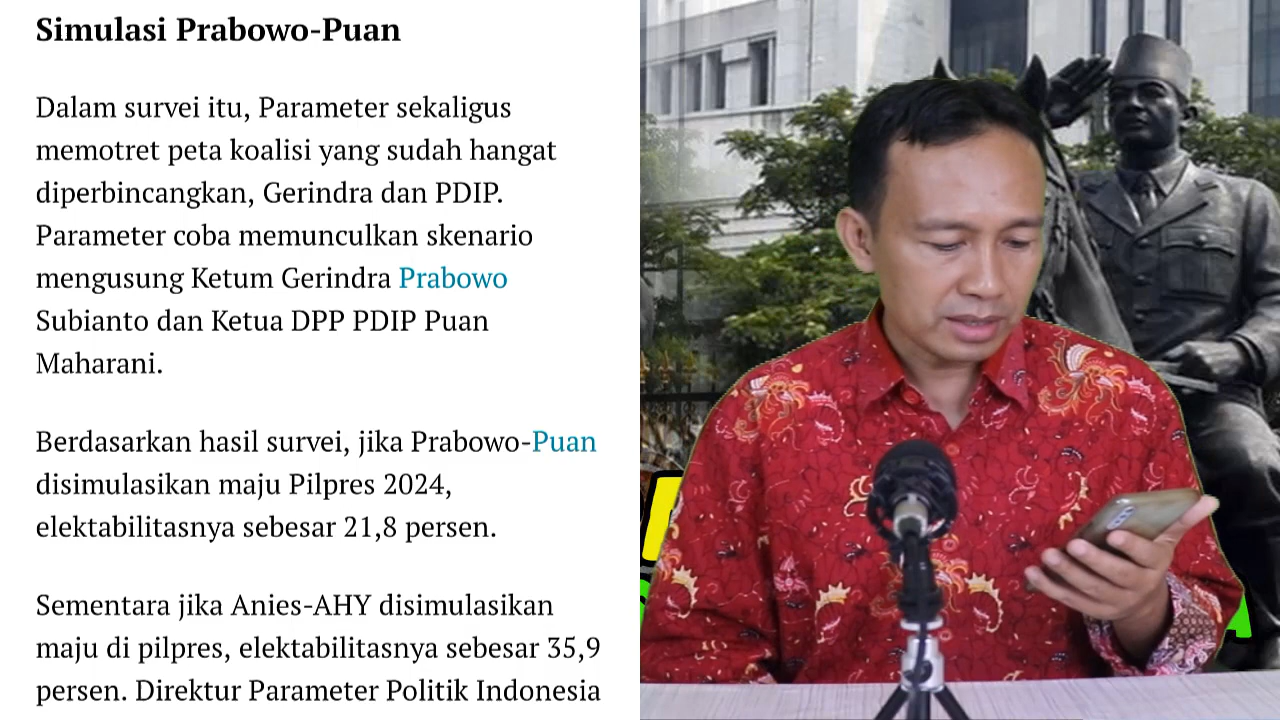 Simulasi Prabowo-Puan
Dalam survei itu, Parameter sekaligus
memotret peta koalisi yang sudah hangat
diperbincangkan, Gerindra dan PDIP.
Parameter coba memunculkan skenario
mengusung Ketum Gerindra Prabowo
Subianto dan Ketua DPP PDIP Puan
Maharani.
Berdasarkan hasil survei, jika Prabowo-Puan
disimulasikan maju Pilpres 2024,
elektabilitasnya sebesar 21,8 persen.
Sementara jika Anies-AHY disimulasikan
maju di pilpres, elektabilitasnya sebesar 35,9
persen. Direktur Parameter Politik Indonesia